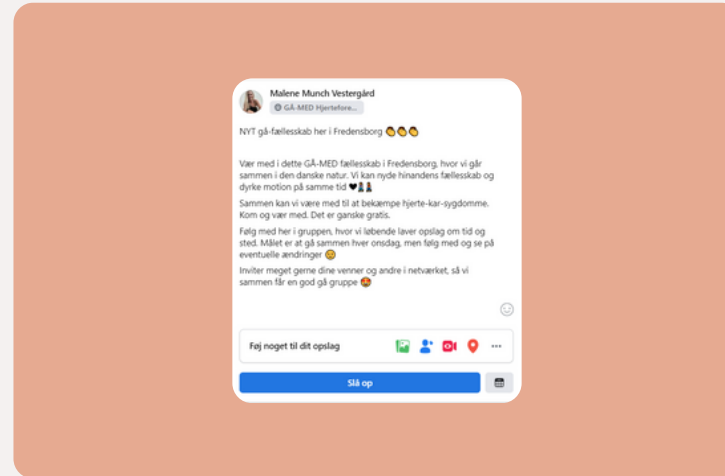 Malene Munch Vestergård
GÅ-MED Hjertefore...
NYT gå-fællesskab her i Fredensborg 👏👏👏
Vær med i dette GÅ-MED fællesskab i Fredensborg, hvor vi går
sammen i den danske natur. Vi kan nyde hinandens fællesskab og
dyrke motion på samme tid
Sammen kan vi være med til at bekæmpe hjerte-kar-sygdomme.
Kom og vær med. Det er ganske gratis.
Følg med her i gruppen, hvor vi løbende laver opslag om tid og
sted. Målet er at gå sammen hver onsdag, men følg med og se på
eventuelle ændringer
Inviter meget gerne dine venner og andre i netværket, så vi
sammen får en god gå gruppe
Føj noget til dit opslag
Slå op